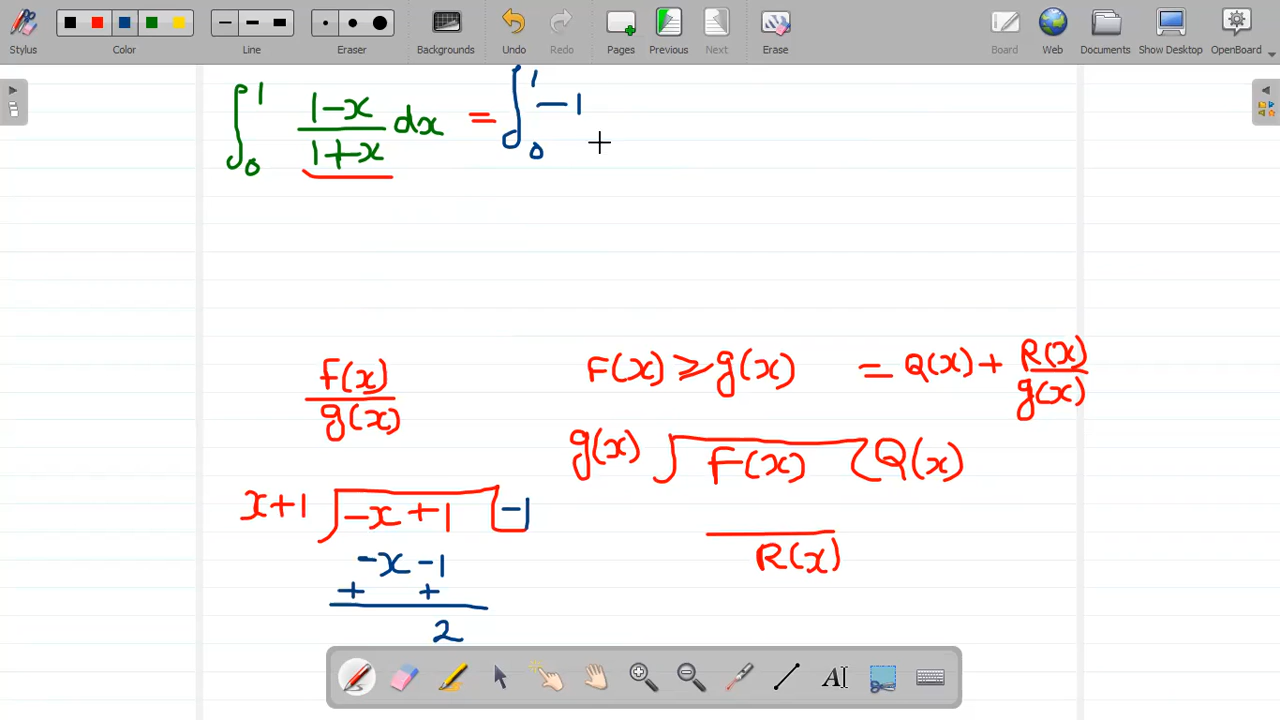 Stylus Color Line Eraser Backgrounds Undo Redo Pages Previous Next Erase Board Web Documents Show Desktop OpenBoard
∫₀¹ (1-x)/(1+x) dx = ∫₀¹ -1
F(x)/g(x) F(x) ⩾ g(x) = Q(x) + R(x)/g(x)
g(x) F(x) Q(x)
x+1 -x+1 -1
R(x)
-x -1
+ +
2